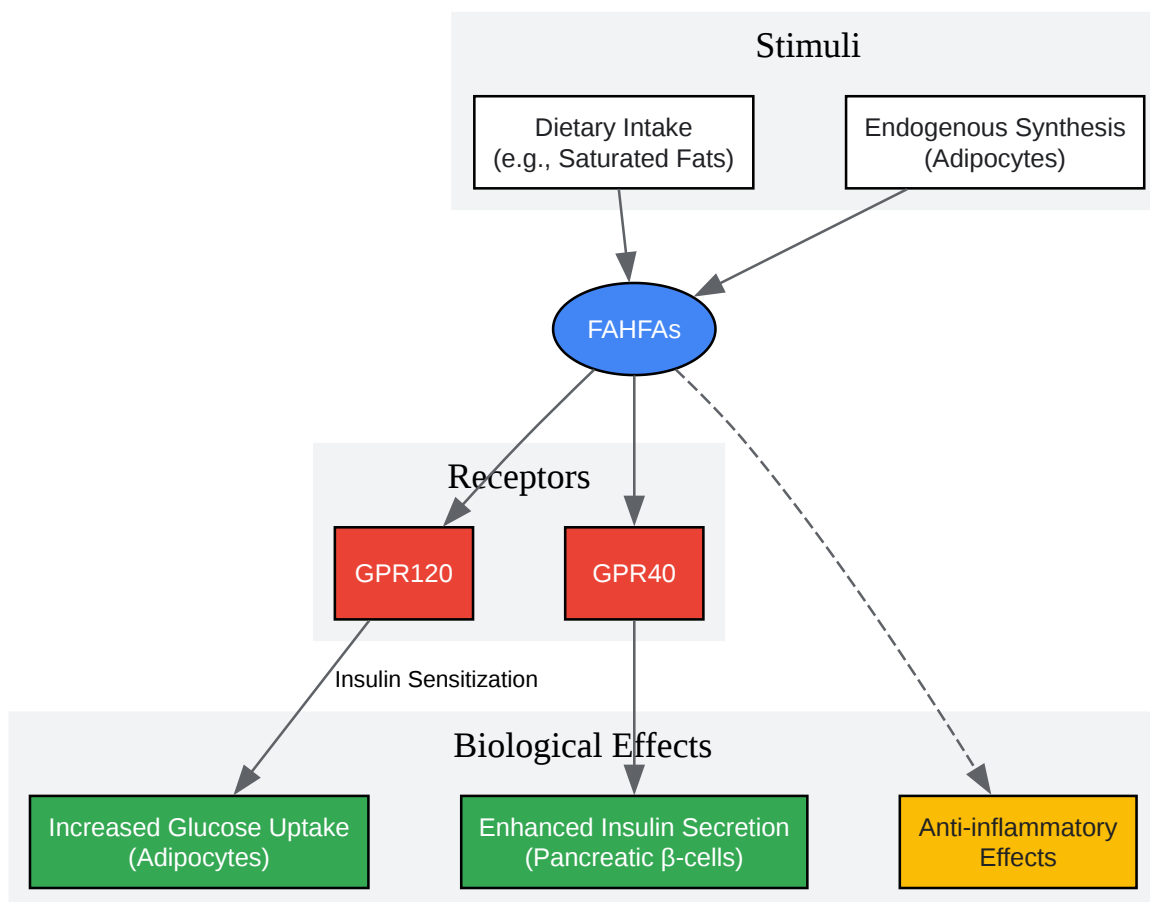 Stimuli
Dietary Intake
(e.g., Saturated Fats)
Endogenous Synthesis
(Adipocytes)
FAHFAs
Receptors
GPR120
GPR40
Insulin Sensitization
Biological Effects
Increased Glucose Uptake
(Adipocytes)
Enhanced Insulin Secretion
(Pancreatic β-cells)
Anti-inflammatory
Effects